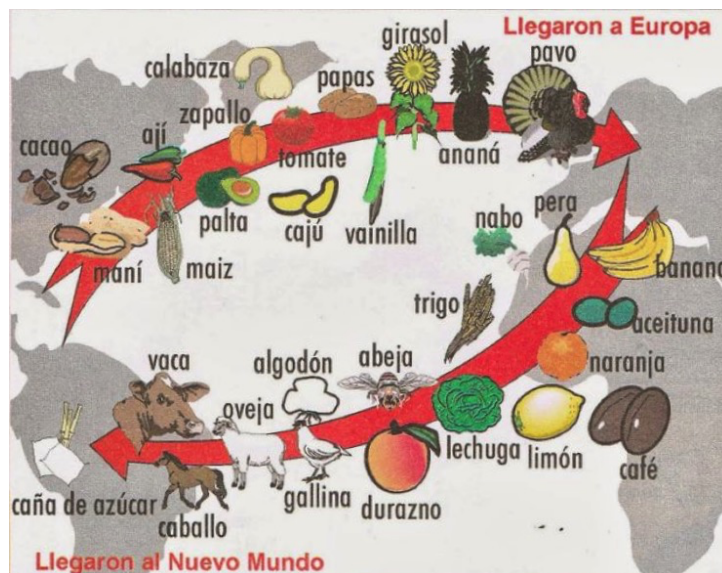 Llegaron a Europa
girasol
pavo
calabaza
papas
zapallo
ají
cacao
tomate
ananá
palta
cajú
vainilla
maní
maiz
nabo
pera
banana
trigo
aceituna
naranja
vaca
algodón
abeja
oveja
lechuga
limón
café
caña de azúcar
caballo
gallina
durazno
Llegaron al Nuevo Mundo